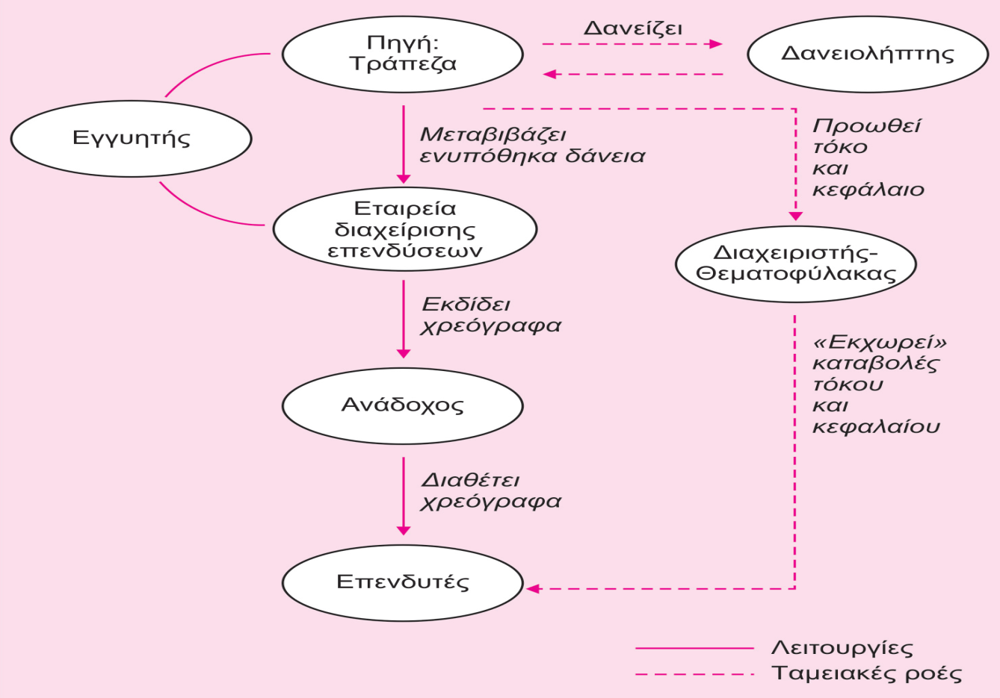 Πηγή:
Τράπεζα
Δανείζει
Δανειολήπτης
Εγγυητής
Μεταβιβάζει
ενυπόθηκα δάνεια
Προωθεί
τόκο
και
κεφάλαιο
Εταιρεία
διαχείρισης
επενδύσεων
Διαχειριστής-
Θεματοφύλακας
Εκδίδει
χρεόγραφα
«Εκχωρεί»
καταβολές
τόκου
και
κεφαλαίου
Ανάδοχος
Διαθέτει
χρεόγραφα
Επενδυτές
Λειτουργίες
Ταμειακές ροές